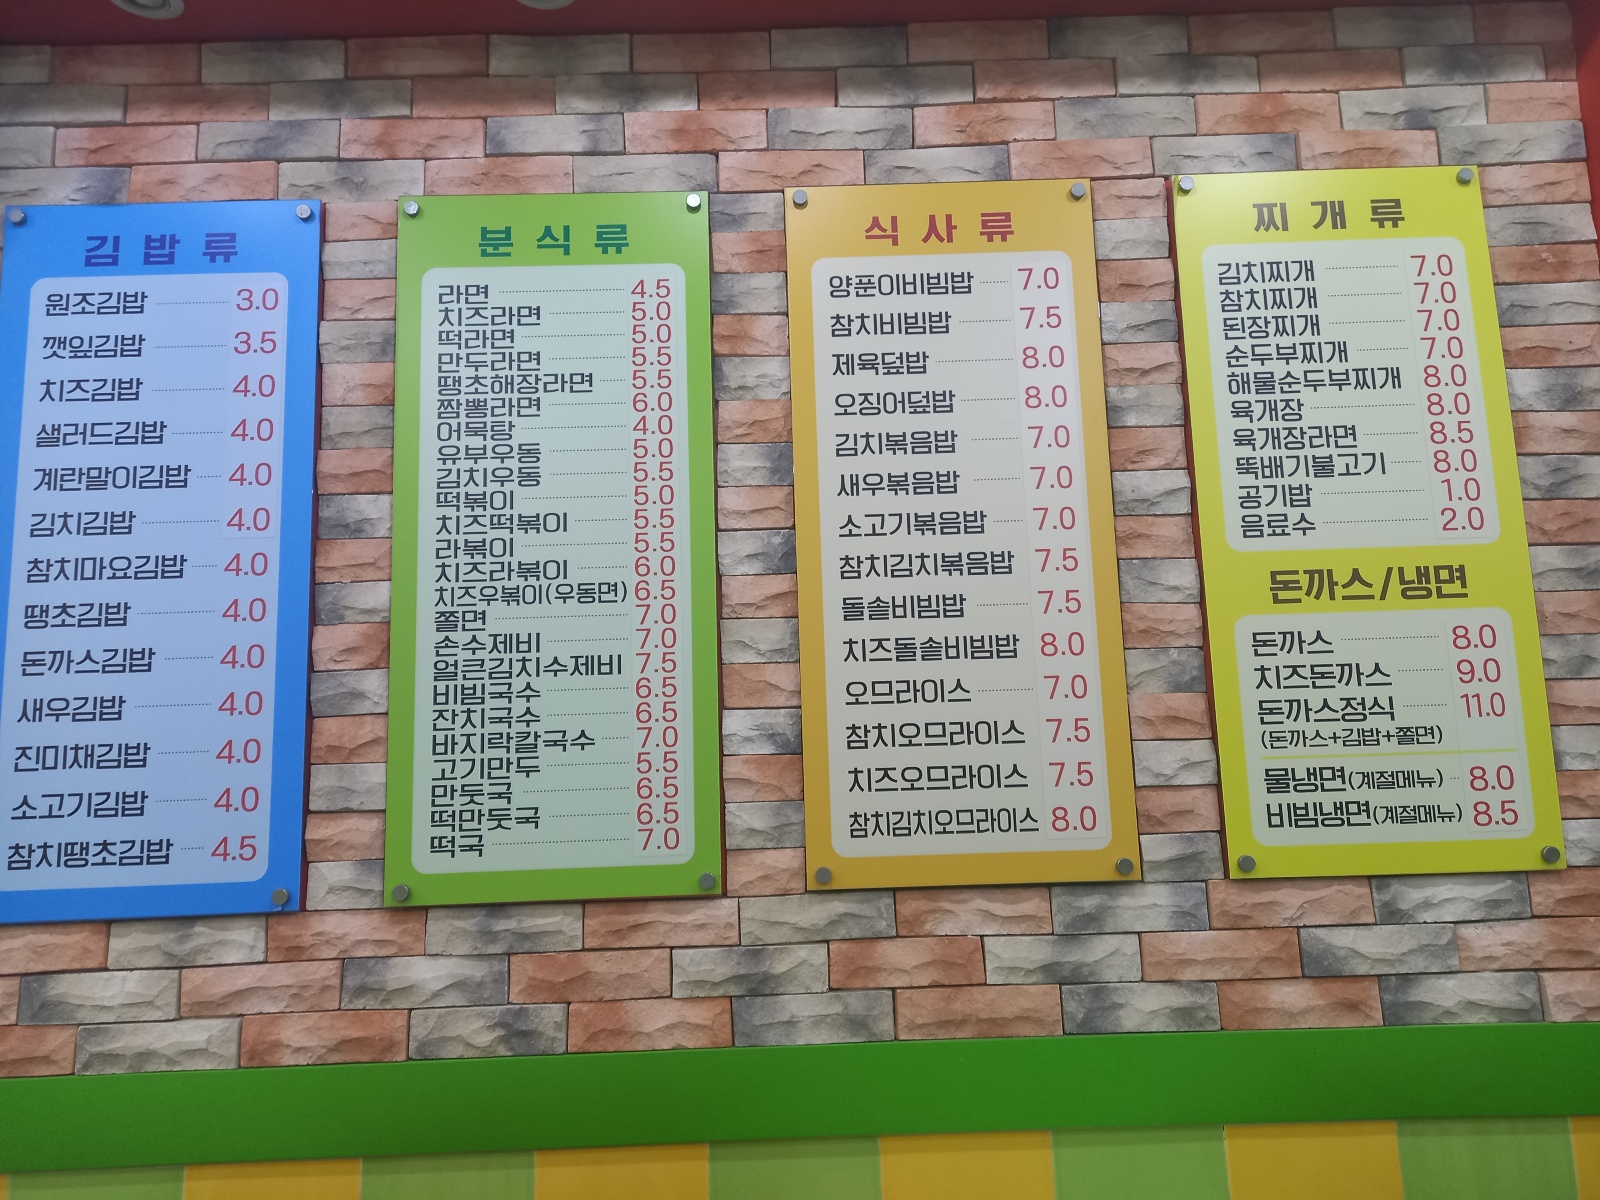 김밥류
원조김밥 3.0
깻잎김밥 3.5
치즈김밥 4.0
샐러드김밥 4.0
계란말이김밥 4.0
김치김밥 4.0
참치마요김밥 4.0
땡초김밥 4.0
돈까스김밥 4.0
새우김밥 4.0
진미채김밥 4.0
소고기김밥 4.0
참치땡초김밥 4.5
분식류
라면 4.5
치즈라면 5.0
떡라면 5.0
만두라면 5.5
땡초해장라면 5.5
짬뽕라면 6.0
어묵탕 4.0
유부우동 5.0
김치우동 5.5
떡볶이 5.0
치즈떡볶이 5.5
라볶이 5.5
치즈라볶이 6.0
치즈우볶이(우동면) 6.5
쫄면 7.0
손수제비 7.0
얼큰김치수제비 7.5
비빔국수 6.5
잔치국수 6.5
바지락칼국수 7.0
고기만두 5.5
만둣국 6.5
떡만둣국 6.5
떡국 7.0
식사류
양푼이비빔밥 7.0
참치비빔밥 7.5
제육덮밥 8.0
오징어덮밥 8.0
김치볶음밥 7.0
새우볶음밥 7.0
소고기볶음밥 7.0
참치김치볶음밥 7.5
돌솥비빔밥 7.5
치즈돌솥비빔밥 8.0
오므라이스 7.0
참치오므라이스 7.5
치즈오므라이스 7.5
참치김치오므라이스 8.0
찌개류
김치찌개 7.0
참치찌개 7.0
된장찌개 7.0
순두부찌개 7.0
해물순두부찌개 8.0
육개장 8.0
육개장라면 8.5
뚝배기불고기 8.0
공기밥 1.0
음료수 2.0
돈까스/냉면
돈까스 8.0
치즈돈까스 9.0
돈까스정식 11.0
(돈까스+김밥+쫄면)
물냉면(계절메뉴) 8.0
비빔냉면(계절메뉴) 8.5